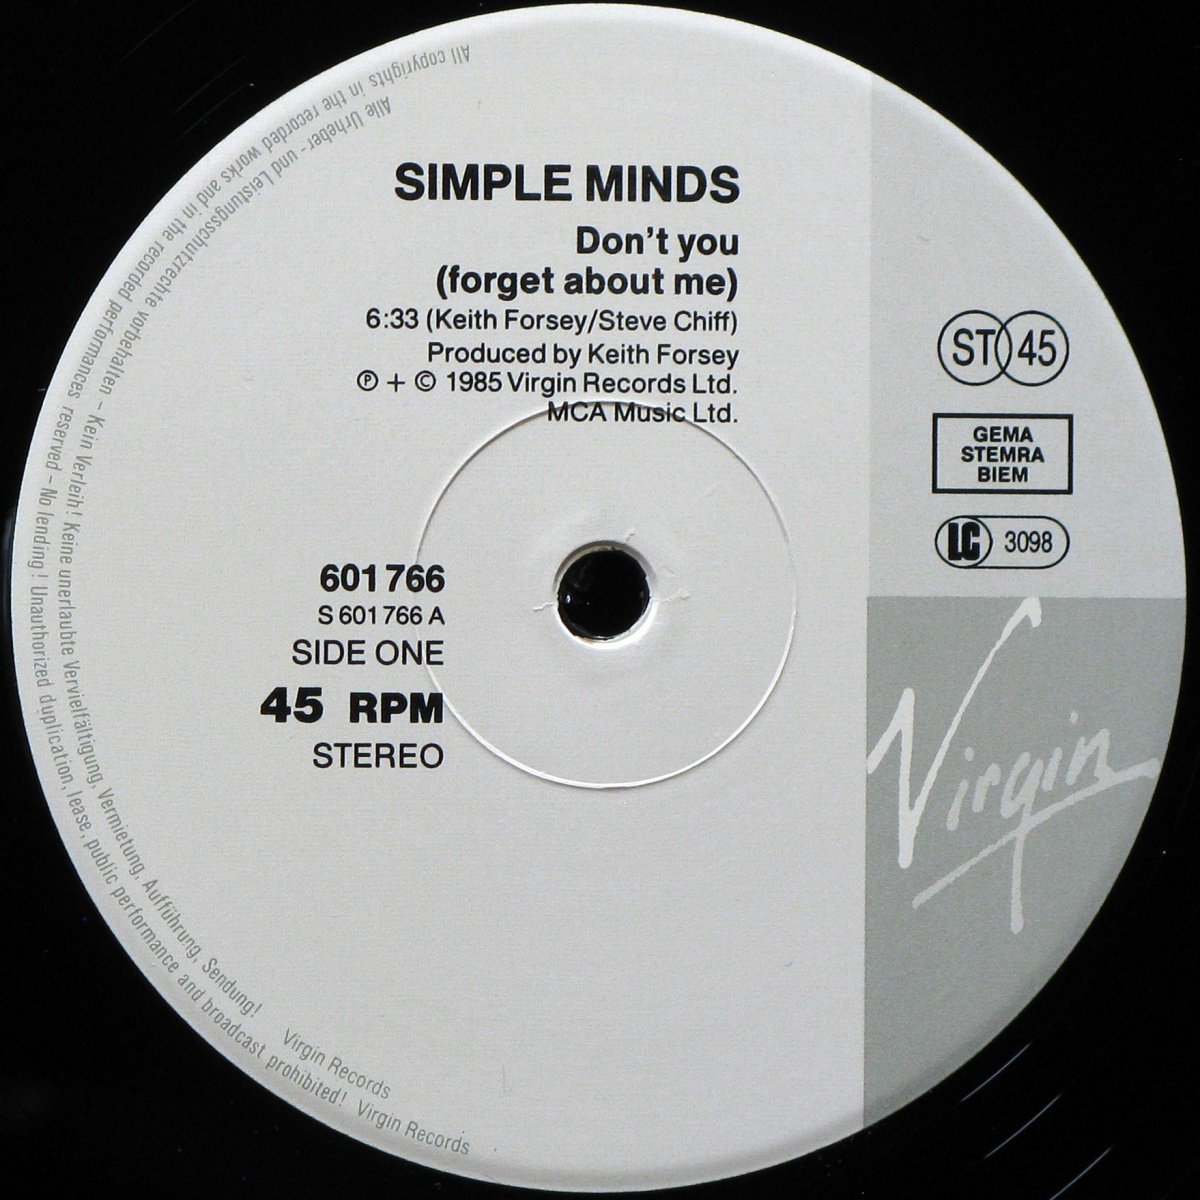 SIMPLE MINDS
Don't you
(forget about me)
6:33 (Keith Forsey/Steve Chiff)
Produced by Keith Forsey
℗ + © 1985 Virgin Records Ltd.
MCA Music Ltd.
601 766
S 601 766 A
SIDE ONE
45 RPM
STEREO
ST 45
GEMA
STEMRA
BIEM
LC 3098
Virgin
All copyrights in the recorded works and in the recorded performances reserved – No lending! Unauthorized duplication, lease, public performance and broadcast prohibited! Virgin Records
Alle Urheber- und Leistungsschutzrechte vorbehalten – Kein Verleih! Keine unerlaubte Vervielfältigung, Vermietung, Aufführung, Sendung! Virgin Records